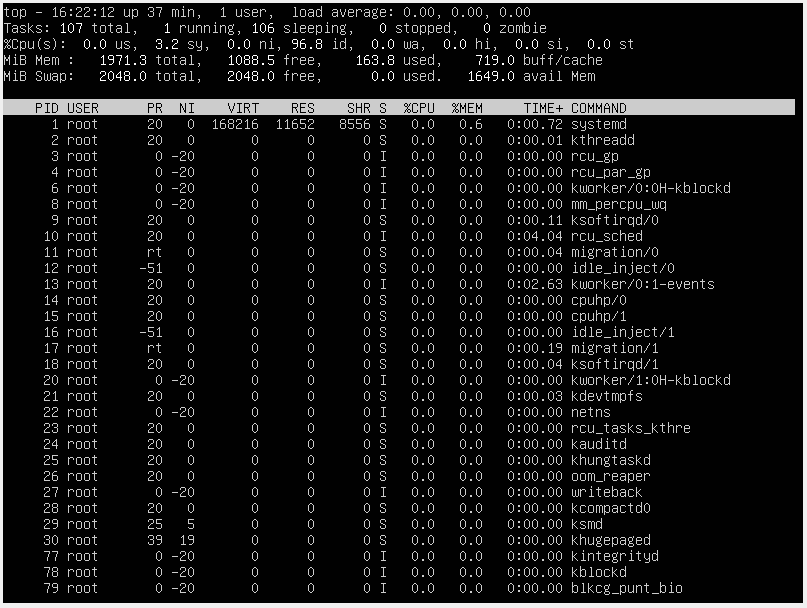 top - 16:22:12 up 37 min,  1 user,  load average: 0.00, 0.00, 0.00
Tasks: 107 total,   1 running, 106 sleeping,   0 stopped,   0 zombie
%Cpu(s):  0.0 us,  3.2 sy,  0.0 ni, 96.8 id,  0.0 wa,  0.0 hi,  0.0 si,  0.0 st
MiB Mem :   1971.3 total,   1088.5 free,    163.8 used,    719.0 buff/cache
MiB Swap:   2048.0 total,   2048.0 free,      0.0 used.   1649.0 avail Mem
PID USER      PR  NI    VIRT    RES    SHR S  %CPU  %MEM     TIME+ COMMAND
1 root      20   0  168216  11652   8556 S   0.0   0.6   0:00.72 systemd
2 root      20   0       0      0      0 S   0.0   0.0   0:00.01 kthreadd
3 root       0 -20       0      0      0 I   0.0   0.0   0:00.00 rcu_gp
4 root       0 -20       0      0      0 I   0.0   0.0   0:00.00 rcu_par_gp
6 root       0 -20       0      0      0 I   0.0   0.0   0:00.00 kworker/0:0H-kblockd
8 root       0 -20       0      0      0 I   0.0   0.0   0:00.00 mm_percpu_wq
9 root      20   0       0      0      0 S   0.0   0.0   0:00.11 ksoftirqd/0
10 root      20   0       0      0      0 I   0.0   0.0   0:04.04 rcu_sched
11 root      rt   0       0      0      0 S   0.0   0.0   0:00.04 migration/0
12 root     -51   0       0      0      0 S   0.0   0.0   0:00.00 idle_inject/0
13 root      20   0       0      0      0 I   0.0   0.0   0:02.63 kworker/0:1-events
14 root      20   0       0      0      0 S   0.0   0.0   0:00.00 cpuhp/0
15 root      20   0       0      0      0 S   0.0   0.0   0:00.00 cpuhp/1
16 root     -51   0       0      0      0 S   0.0   0.0   0:00.00 idle_inject/1
17 root      rt   0       0      0      0 S   0.0   0.0   0:00.19 migration/1
18 root      20   0       0      0      0 S   0.0   0.0   0:00.04 ksoftirqd/1
20 root       0 -20       0      0      0 I   0.0   0.0   0:00.00 kworker/1:0H-kblockd
21 root      20   0       0      0      0 S   0.0   0.0   0:00.03 kdevtmpfs
22 root       0 -20       0      0      0 I   0.0   0.0   0:00.00 netns
23 root      20   0       0      0      0 S   0.0   0.0   0:00.00 rcu_tasks_kthre
24 root      20   0       0      0      0 S   0.0   0.0   0:00.00 kauditd
25 root      20   0       0      0      0 S   0.0   0.0   0:00.00 khungtaskd
26 root      20   0       0      0      0 S   0.0   0.0   0:00.00 oom_reaper
27 root       0 -20       0      0      0 I   0.0   0.0   0:00.00 writeback
28 root      20   0       0      0      0 S   0.0   0.0   0:00.00 kcompactd0
29 root      25   5       0      0      0 S   0.0   0.0   0:00.00 ksmd
30 root      39  19       0      0      0 S   0.0   0.0   0:00.00 khugepaged
77 root       0 -20       0      0      0 I   0.0   0.0   0:00.00 kintegrityd
78 root       0 -20       0      0      0 I   0.0   0.0   0:00.00 kblockd
79 root       0 -20       0      0      0 I   0.0   0.0   0:00.00 blkcg_punt_bio